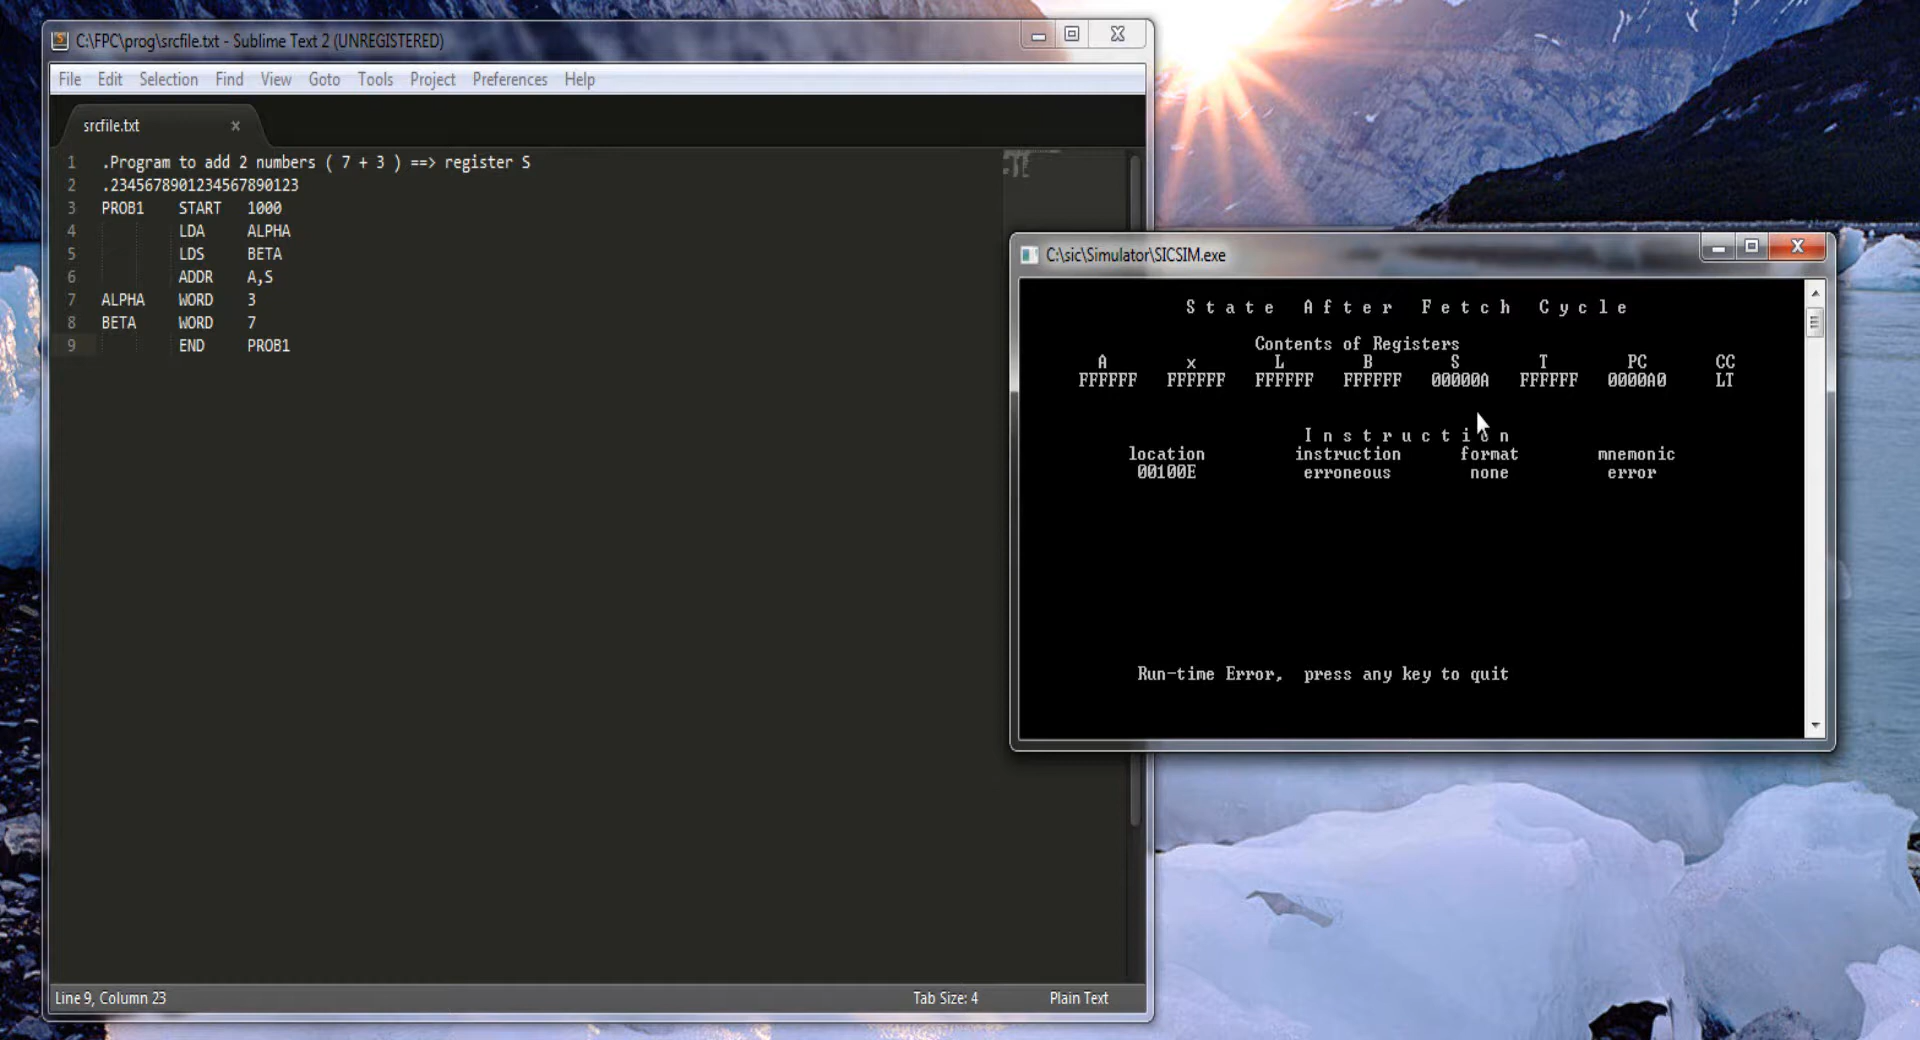 C:\FPC\prog\srcfile.txt - Sublime Text 2 (UNREGISTERED)
File Edit Selection Find View Goto Tools Project Preferences Help
srcfile.txt ×
1 .Program to add 2 numbers ( 7 + 3 ) ==> register S
2 .2345678901234567890123
3 PROB1 START 1000
4 LDA ALPHA
5 LDS BETA
6 ADDR A,S
7 ALPHA WORD 3
8 BETA WORD 7
9 END PROB1
Line 9, Column 23 Tab Size: 4 Plain Text
C:\sic\Simulator\SICSIM.exe
State After Fetch Cycle
Contents of Registers
A x L B S T PC CC
FFFFFF FFFFFF FFFFFF FFFFFF 00000A FFFFFF 0000A0 LT
Instruction
location instruction format mnemonic
00100E erroneous none error
Run-time Error, press any key to quit